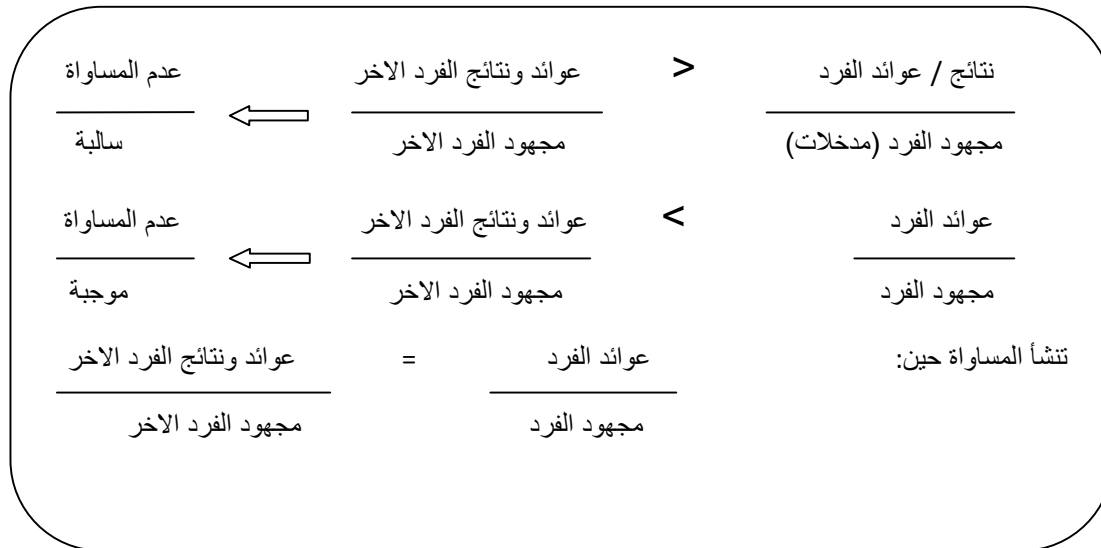 نتائج / عوائد الفرد > عوائد ونتائج الفرد الاخر عدم المساواة
مجهود الفرد (مدخلات) مجهود الفرد الاخر سالبة
عوائد الفرد < عوائد ونتائج الفرد الاخر عدم المساواة
مجهود الفرد مجهود الفرد الاخر موجبة
تنشأ المساواة حين: عوائد الفرد = عوائد ونتائج الفرد الاخر
مجهود الفرد مجهود الفرد الاخر